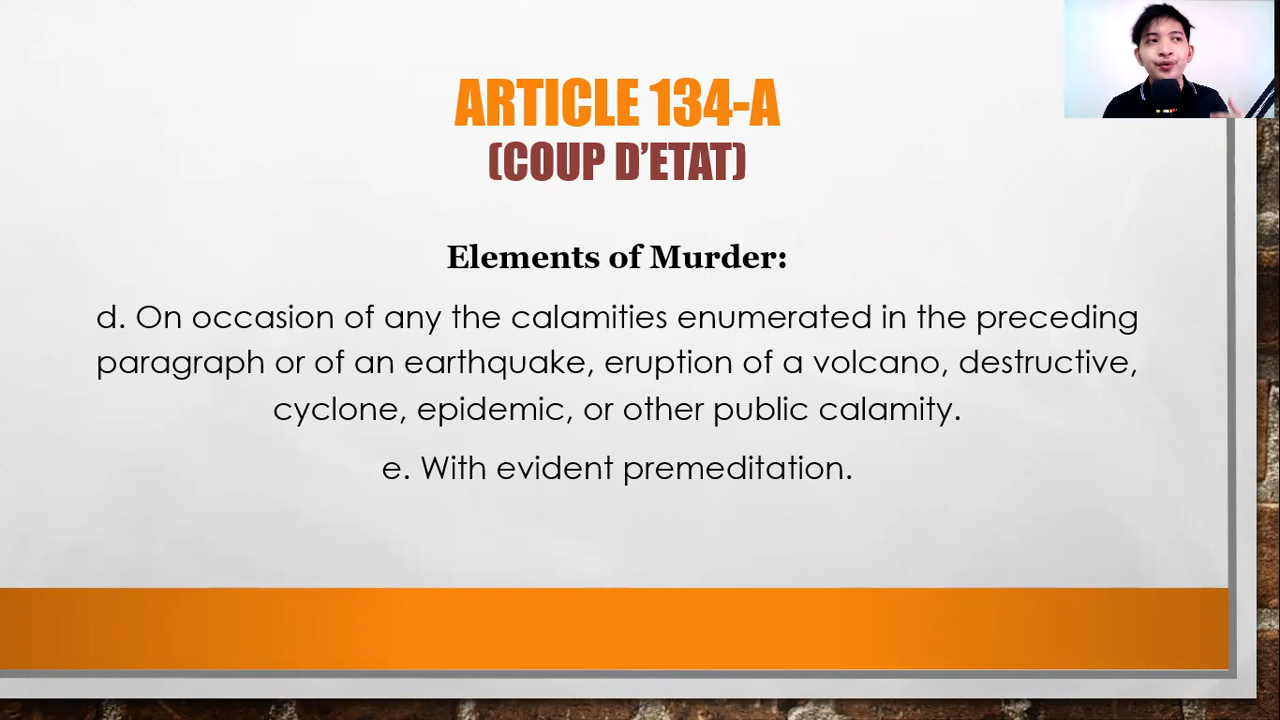 ARTICLE 134-A
(COUP D'ETAT)
Elements of Murder:
d. On occasion of any the calamities enumerated in the preceding
paragraph or of an earthquake, eruption of a volcano, destructive,
cyclone, epidemic, or other public calamity.
e. With evident premeditation.